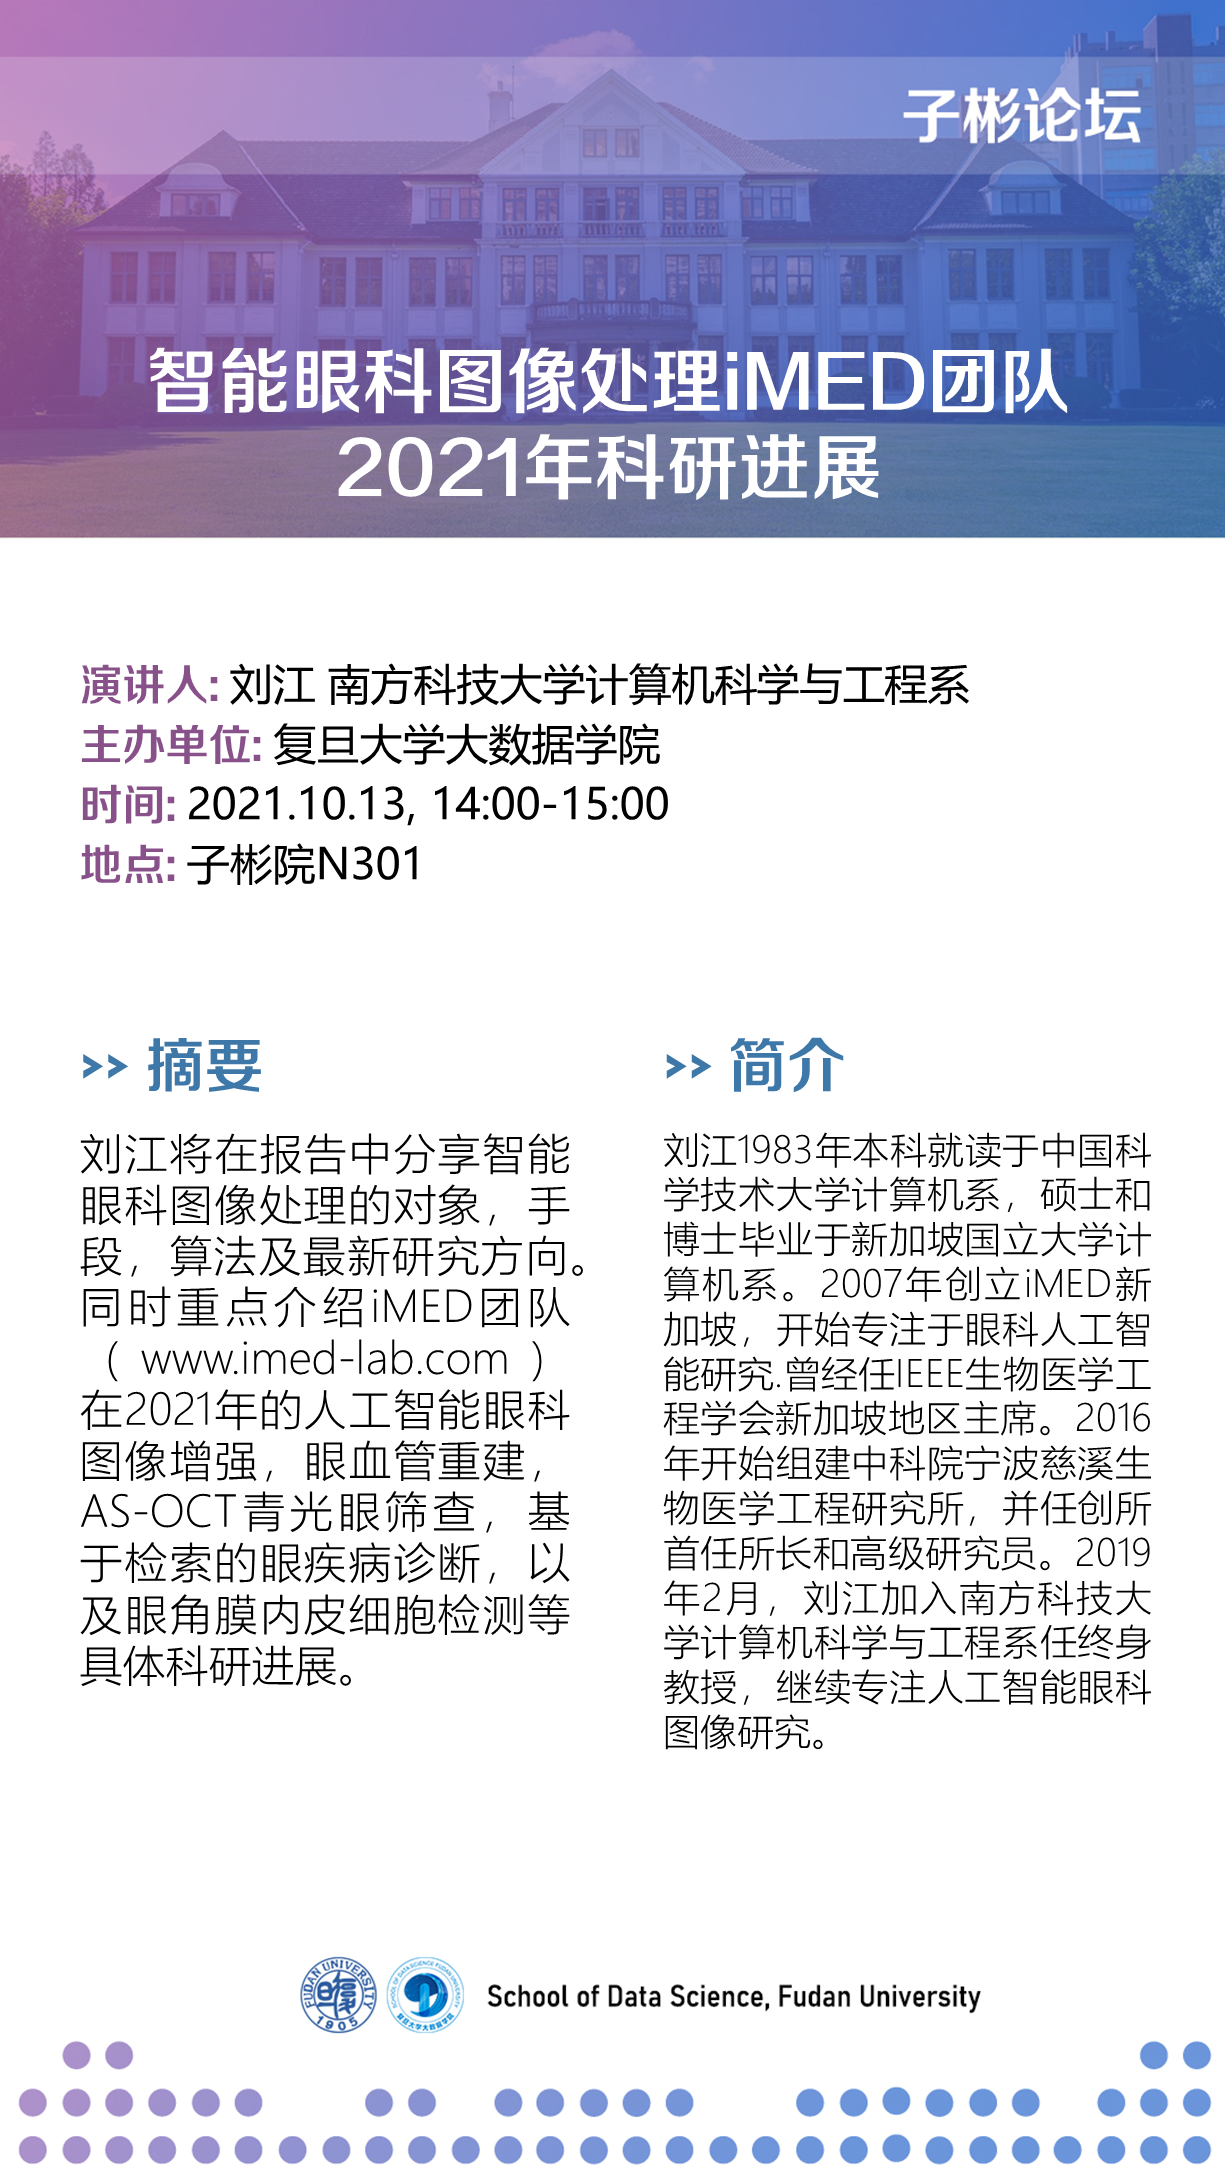 子彬论坛
智能眼科图像处理iMED团队
2021年科研进展
演讲人: 刘江 南方科技大学计算机科学与工程系
主办单位: 复旦大学大数据学院
时间: 2021.10.13, 14:00-15:00
地点: 子彬院N301
>> 摘要
刘江将在报告中分享智能
眼科图像处理的对象，手
段，算法及最新研究方向。
同时重点介绍iMED团队
（ www.imed-lab.com ）
在2021年的人工智能眼科
图像增强，眼血管重建，
AS-OCT青光眼筛查，基
于检索的眼疾病诊断，以
及眼角膜内皮细胞检测等
具体科研进展。
>> 简介
刘江1983年本科就读于中国科
学技术大学计算机系，硕士和
博士毕业于新加坡国立大学计
算机系。2007年创立iMED新
加坡，开始专注于眼科人工智
能研究.曾经任IEEE生物医学工
程学会新加坡地区主席。2016
年开始组建中科院宁波慈溪生
物医学工程研究所，并任创所
首任所长和高级研究员。2019
年2月，刘江加入南方科技大
学计算机科学与工程系任终身
教授，继续专注人工智能眼科
图像研究。
FUDAN UNIVERSITY
1905
SCHOOL OF DATA SCIENCE FUDAN UNIVERSITY
复旦大学大数据学院
School of Data Science, Fudan University